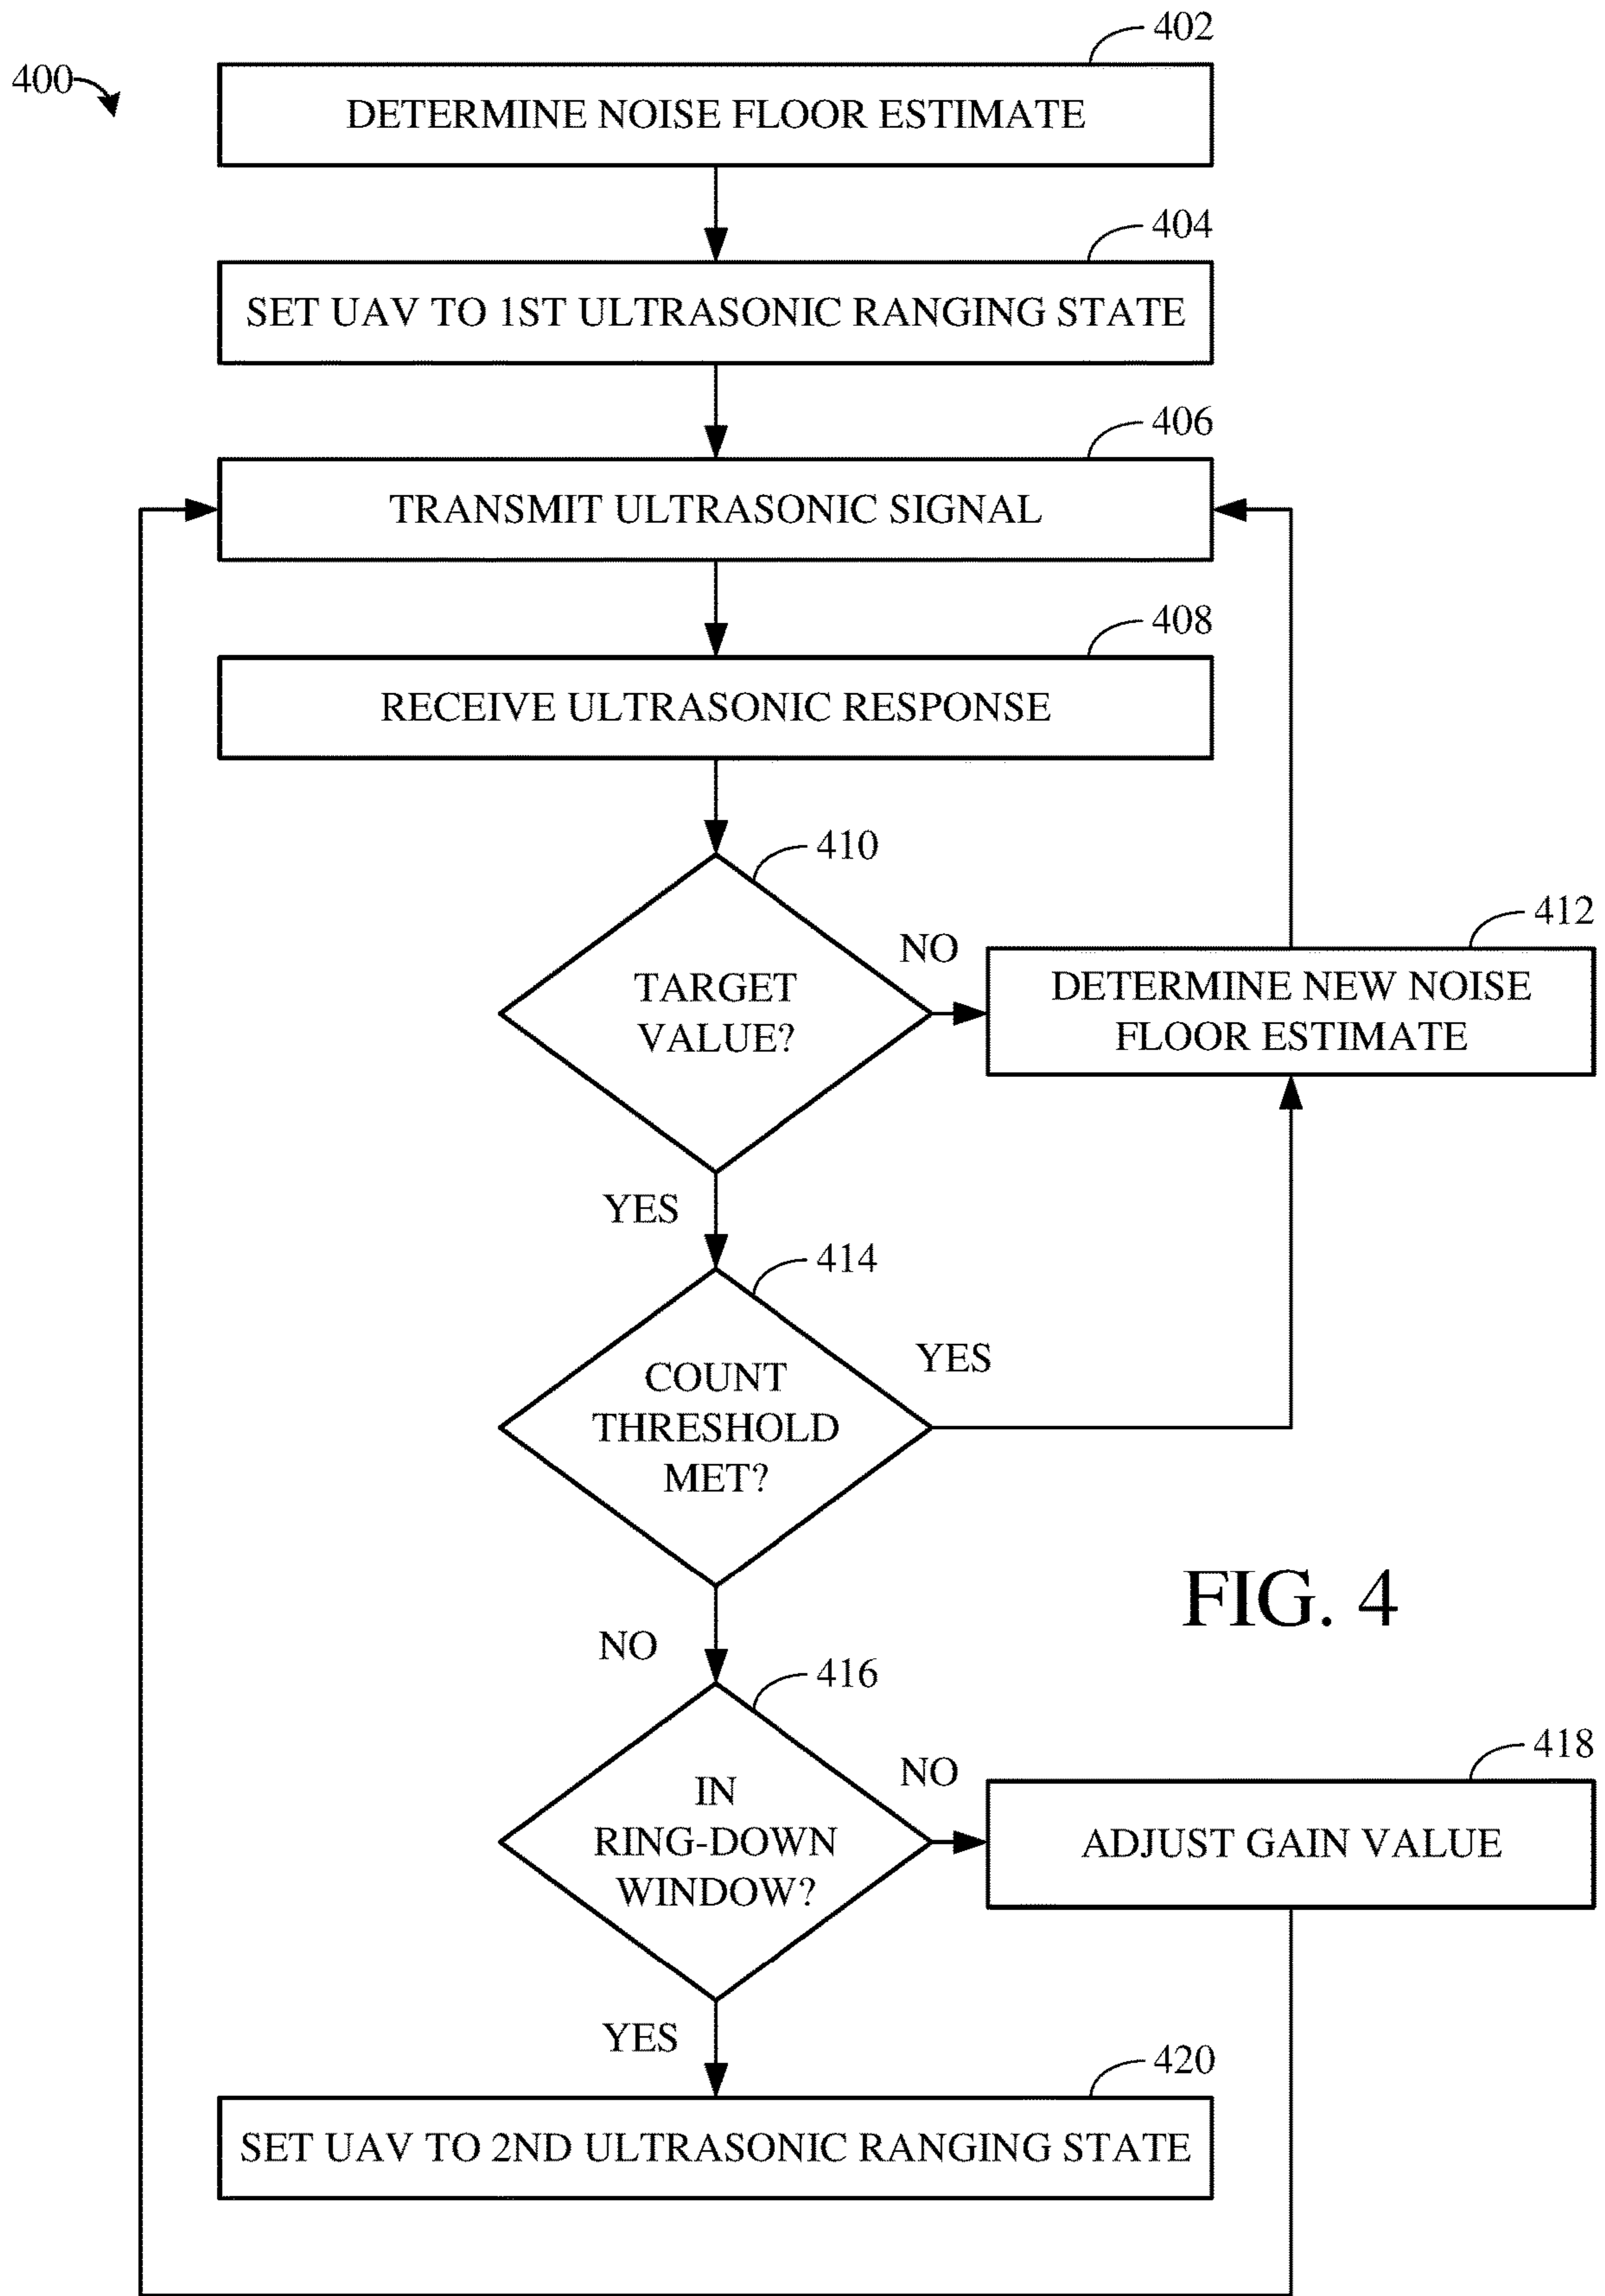 402
400
DETERMINE NOISE FLOOR ESTIMATE
404
SET UAV TO 1ST ULTRASONIC RANGING STATE
406
TRANSMIT ULTRASONIC SIGNAL
408
RECEIVE ULTRASONIC RESPONSE
410
TARGET
VALUE?
NO
412
DETERMINE NEW NOISE
FLOOR ESTIMATE
YES
414
COUNT
THRESHOLD
MET?
YES
FIG. 4
NO
416
IN
RING-DOWN
WINDOW?
NO
418
ADJUST GAIN VALUE
YES
420
SET UAV TO 2ND ULTRASONIC RANGING STATE